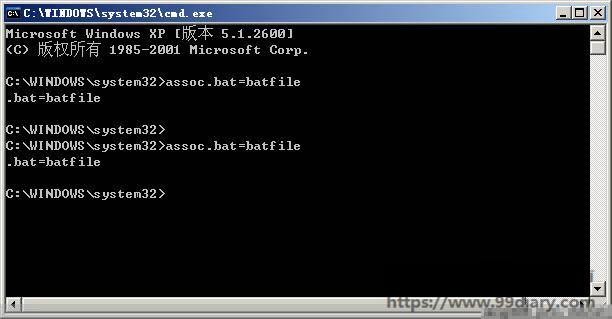 C:\WINDOWS\system32\cmd.exe
Microsoft Windows XP [版本 5.1.2600]
(C) 版权所有 1985-2001 Microsoft Corp.
C:\WINDOWS\system32>assoc.bat=batfile
.bat=batfile
C:\WINDOWS\system32>
C:\WINDOWS\system32>assoc.bat=batfile
.bat=batfile
C:\WINDOWS\system32>
https://www.99diary.com